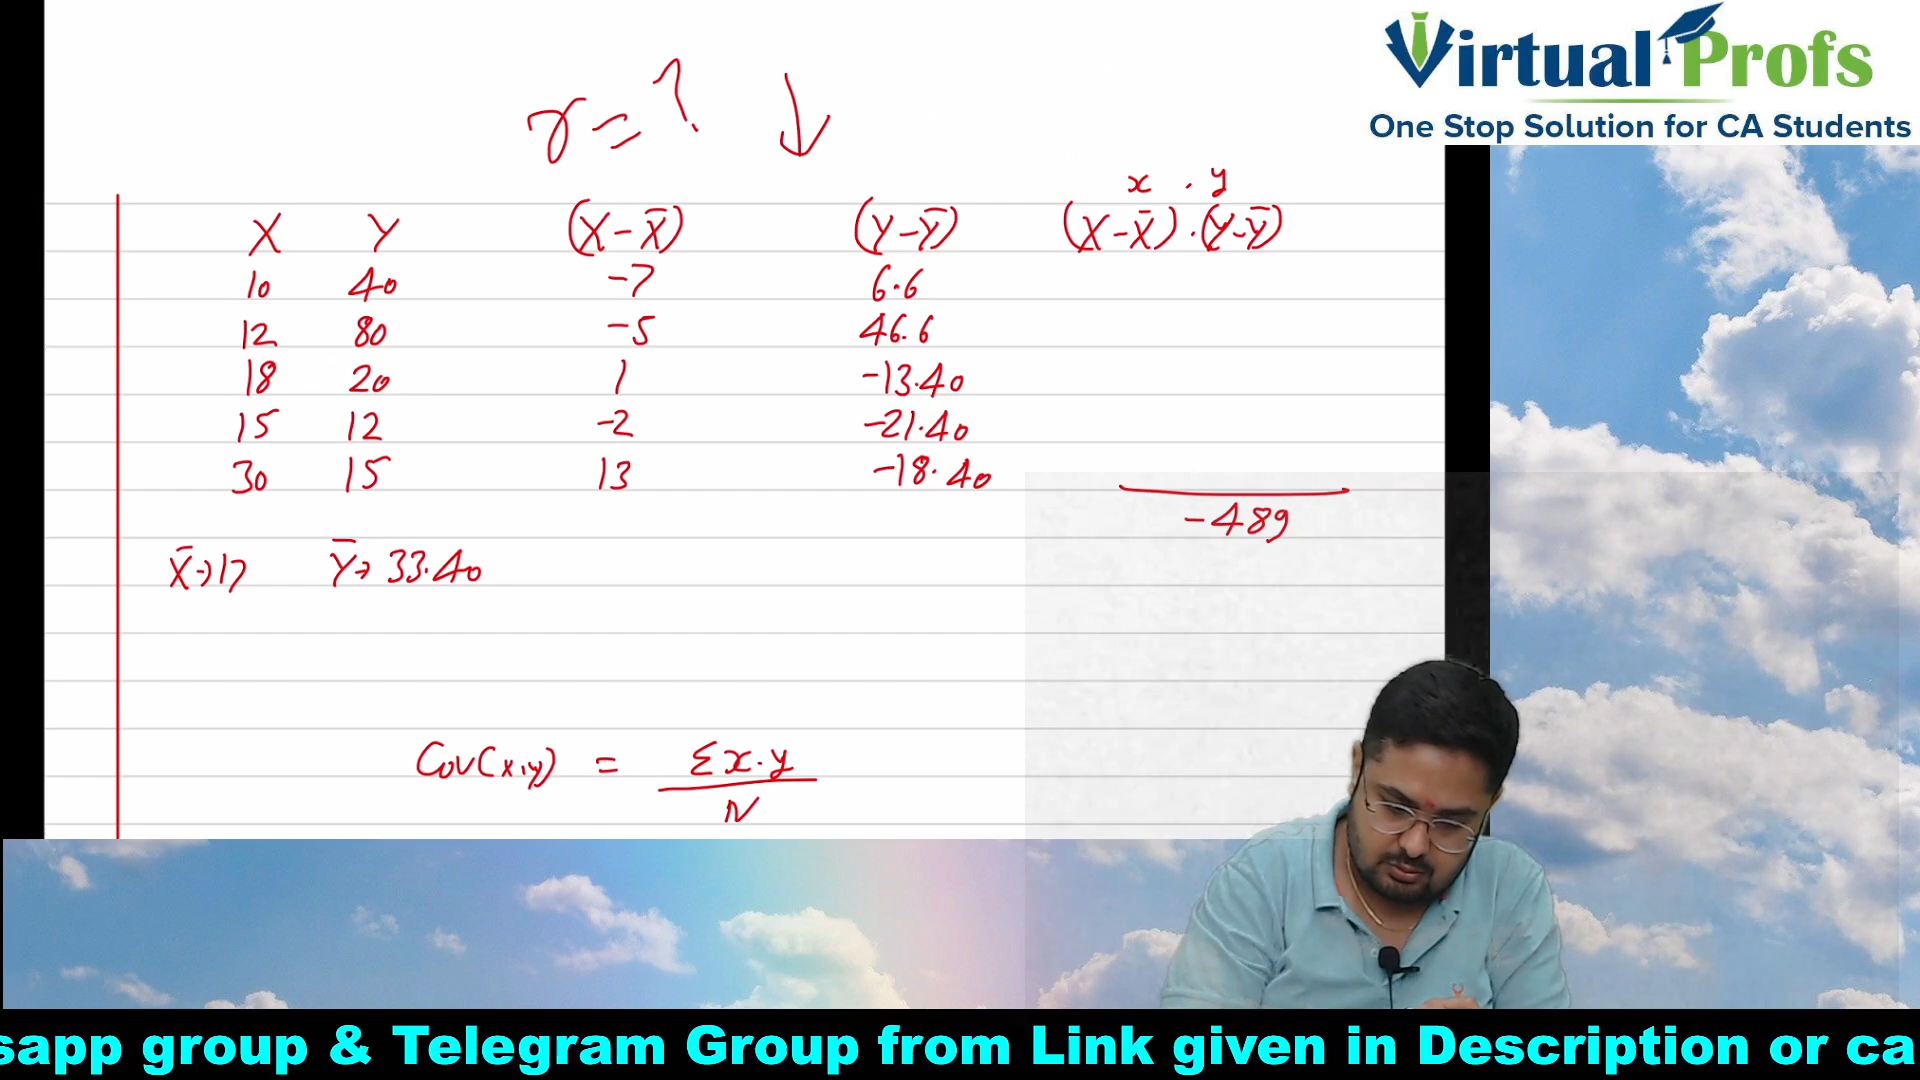 Virtual Profs
One Stop Solution for CA Students
r = ?
x . y
X Y (X-X̄) (Y-Ȳ) (X-X̄).(Y-Ȳ)
10 40 -7 6.6
12 80 -5 46.6
18 20 1 -13.40
15 12 -2 -21.40
30 15 13 -18.40
-489
X̄→17 Ȳ→33.40
Cov(x,y) = Σx.y
N
sapp group & Telegram Group from Link given in Description or ca